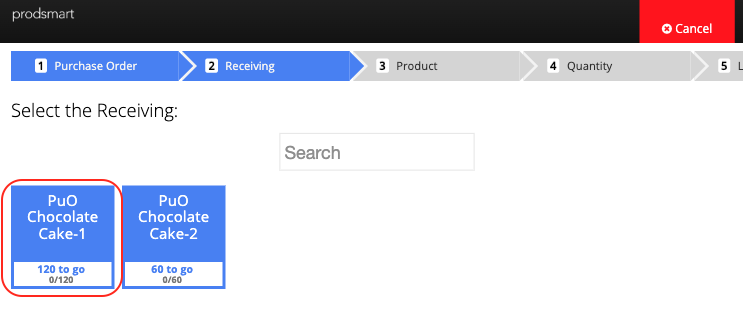 prodsmart
Cancel
1 Purchase Order
2 Receiving
3 Product
4 Quantity
5 L
Select the Receiving:
Search
PuO
Chocolate
Cake-1
120 to go
0/120
PuO
Chocolate
Cake-2
60 to go
0/60